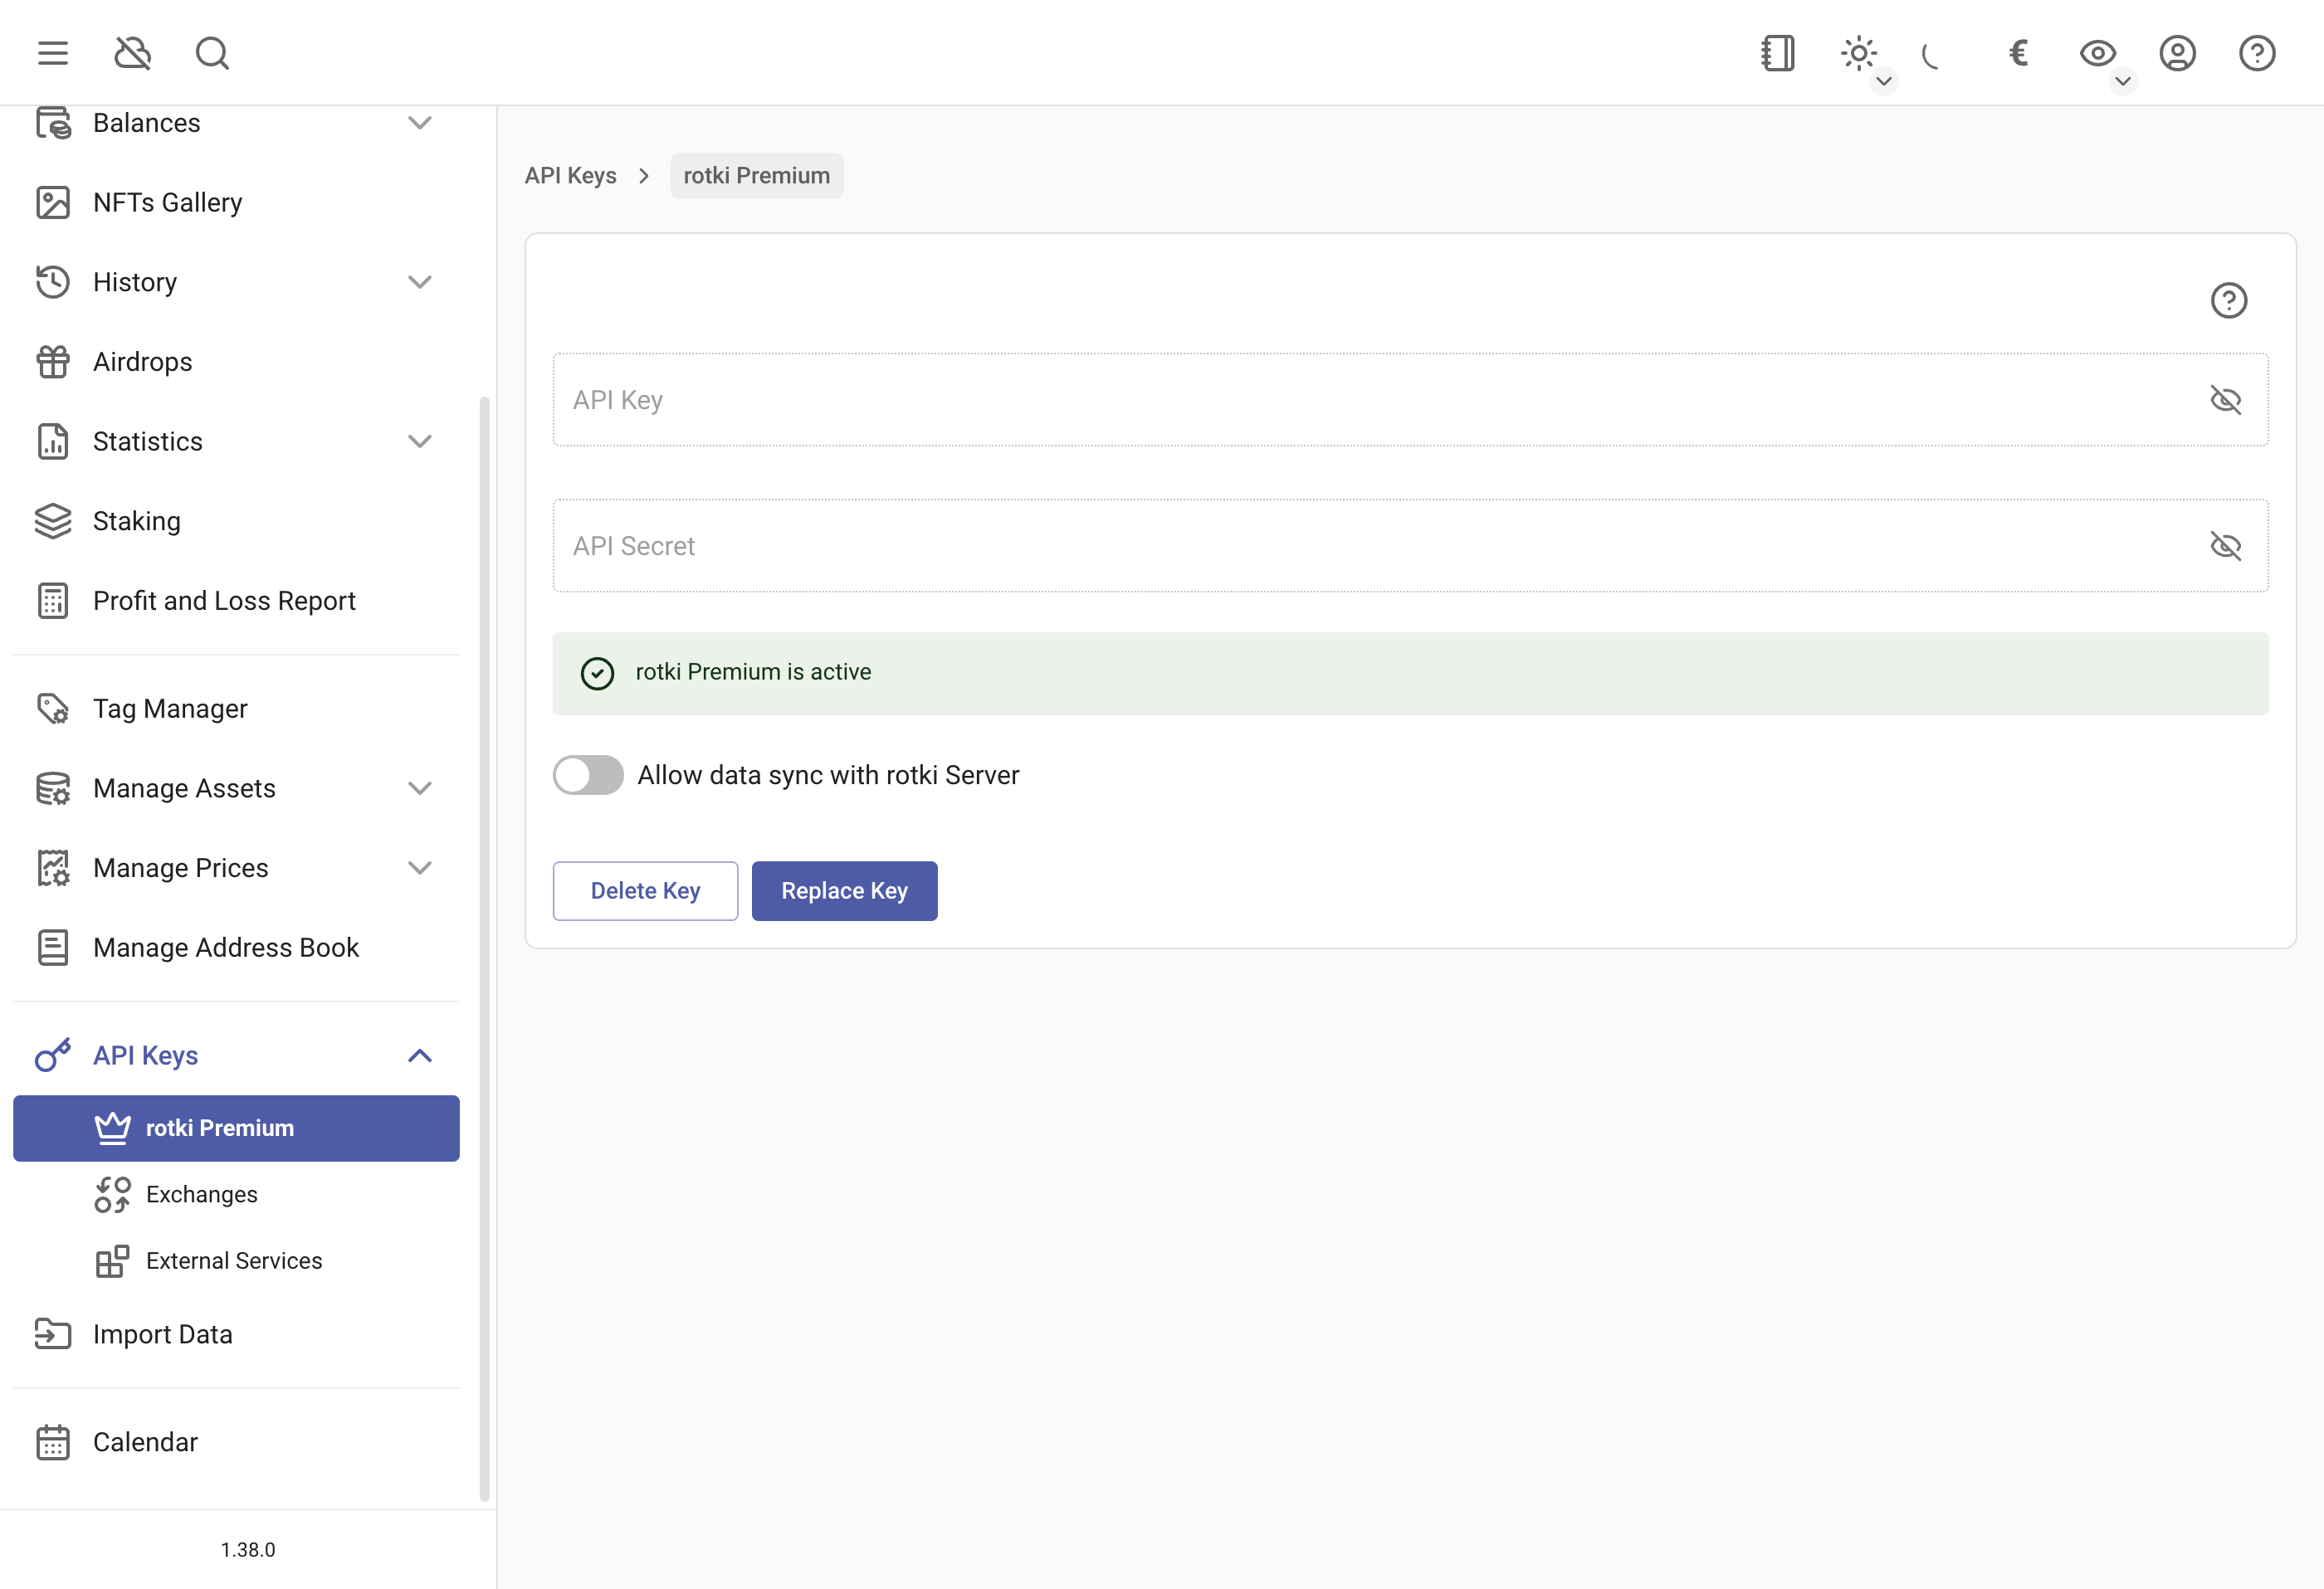 €
Balances
NFTs Gallery
History
Airdrops
Statistics
Staking
Profit and Loss Report
Tag Manager
Manage Assets
Manage Prices
Manage Address Book
API Keys
rotki Premium
Exchanges
External Services
Import Data
Calendar
1.38.0
API Keys
rotki Premium
API Key
API Secret
rotki Premium is active
Allow data sync with rotki Server
Delete Key
Replace Key